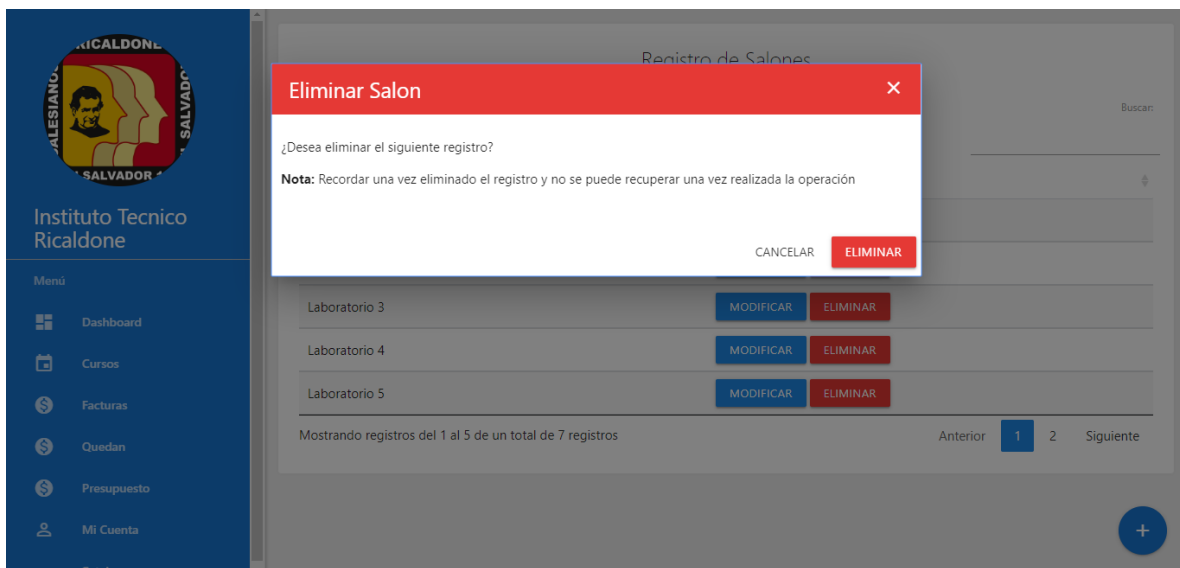 RICALDONE
SALESIANO
SALVADOR
SALVADOR
Instituto Tecnico
Ricaldone
Menú
Dashboard
Cursos
Facturas
Quedan
Presupuesto
Mi Cuenta
Registro de Salones
Buscar:
Eliminar Salon
¿Desea eliminar el siguiente registro?
Nota: Recordar una vez eliminado el registro y no se puede recuperar una vez realizada la operación
CANCELAR ELIMINAR
Laboratorio 3 MODIFICAR ELIMINAR
Laboratorio 4 MODIFICAR ELIMINAR
Laboratorio 5 MODIFICAR ELIMINAR
Mostrando registros del 1 al 5 de un total de 7 registros Anterior 1 2 Siguiente
+